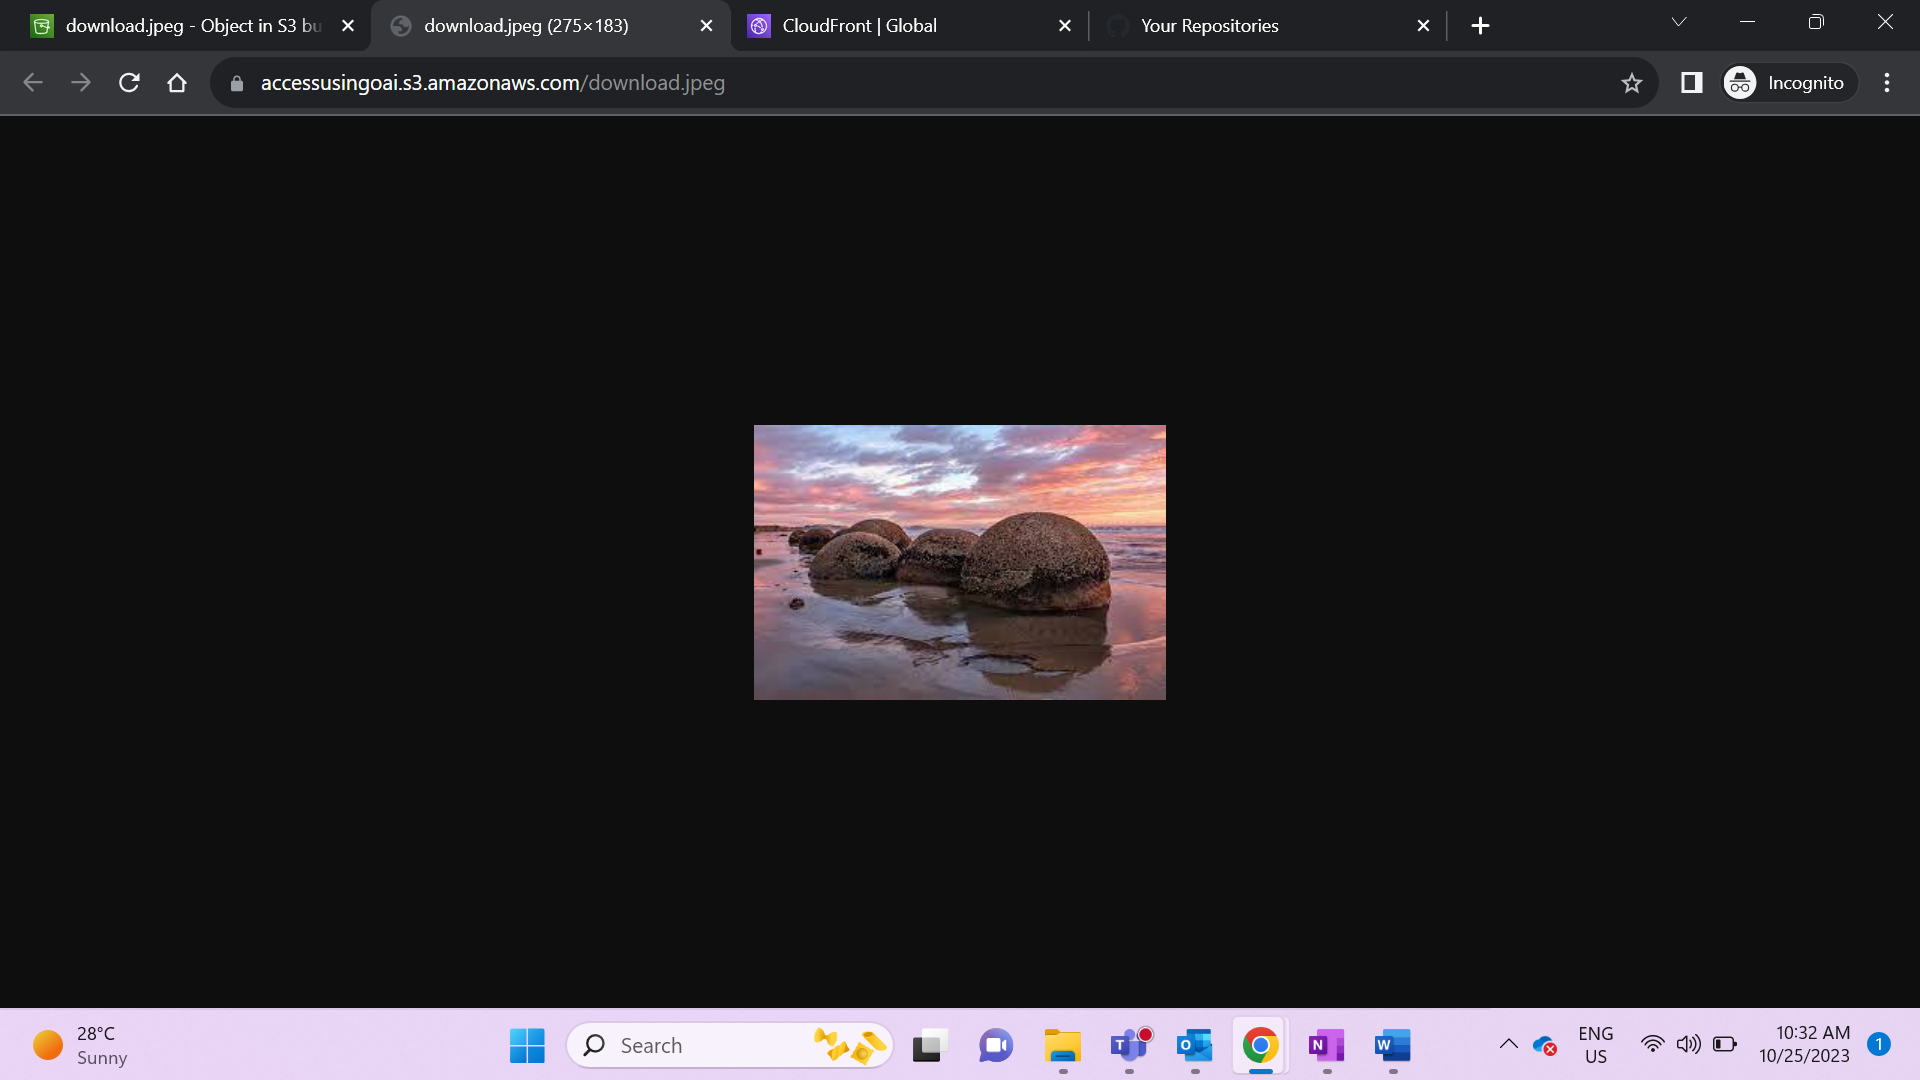 download.jpeg - Object in S3 bu
download.jpeg (275×183)
CloudFront | Global
Your Repositories
accessusingoai.s3.amazonaws.com/download.jpeg
Incognito
28°C
Sunny
Search
ENG
US
10:32 AM
10/25/2023
1